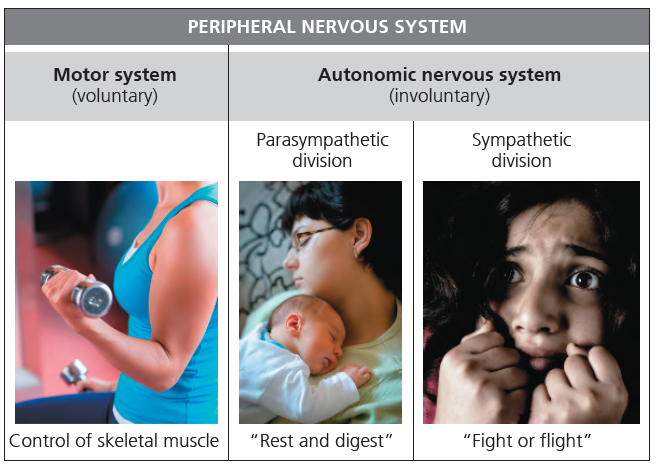 PERIPHERAL NERVOUS SYSTEM
Motor system
(voluntary)
Autonomic nervous system
(involuntary)
Parasympathetic
division
Sympathetic
division
Control of skeletal muscle
“Rest and digest”
“Fight or flight”